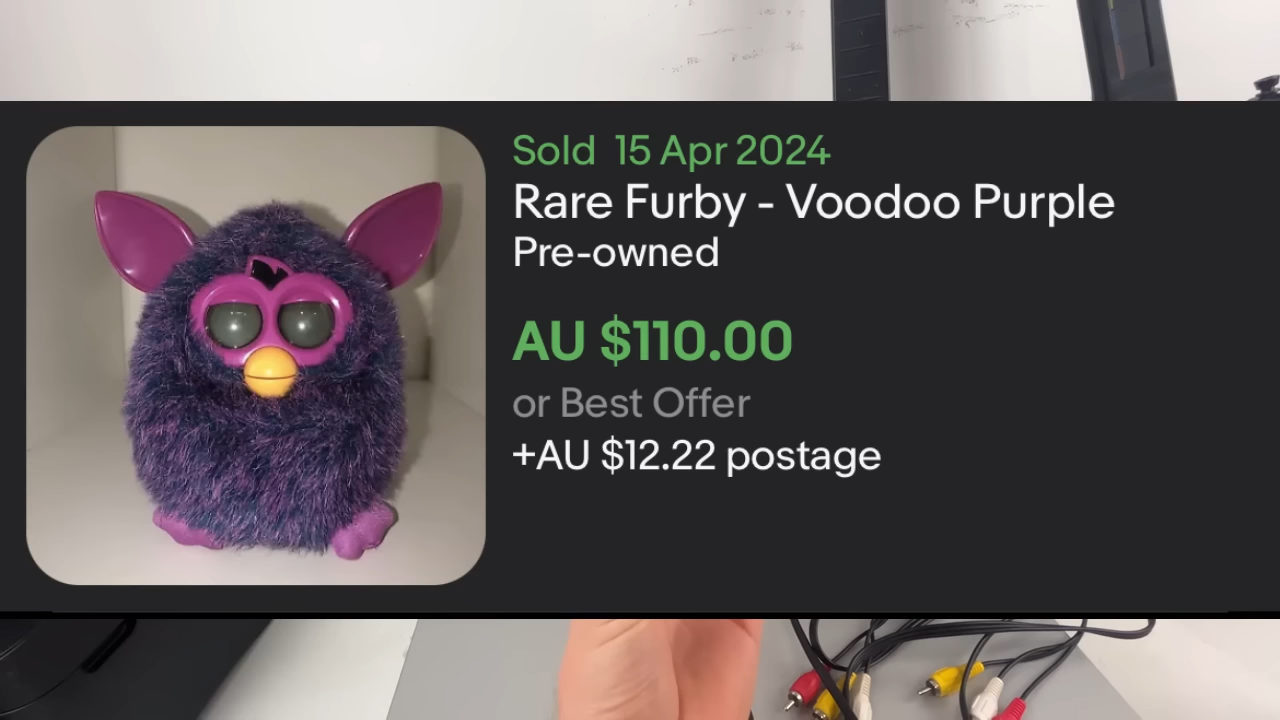 Sold 15 Apr 2024
Rare Furby - Voodoo Purple
Pre-owned
AU $110.00
or Best Offer
+AU $12.22 postage